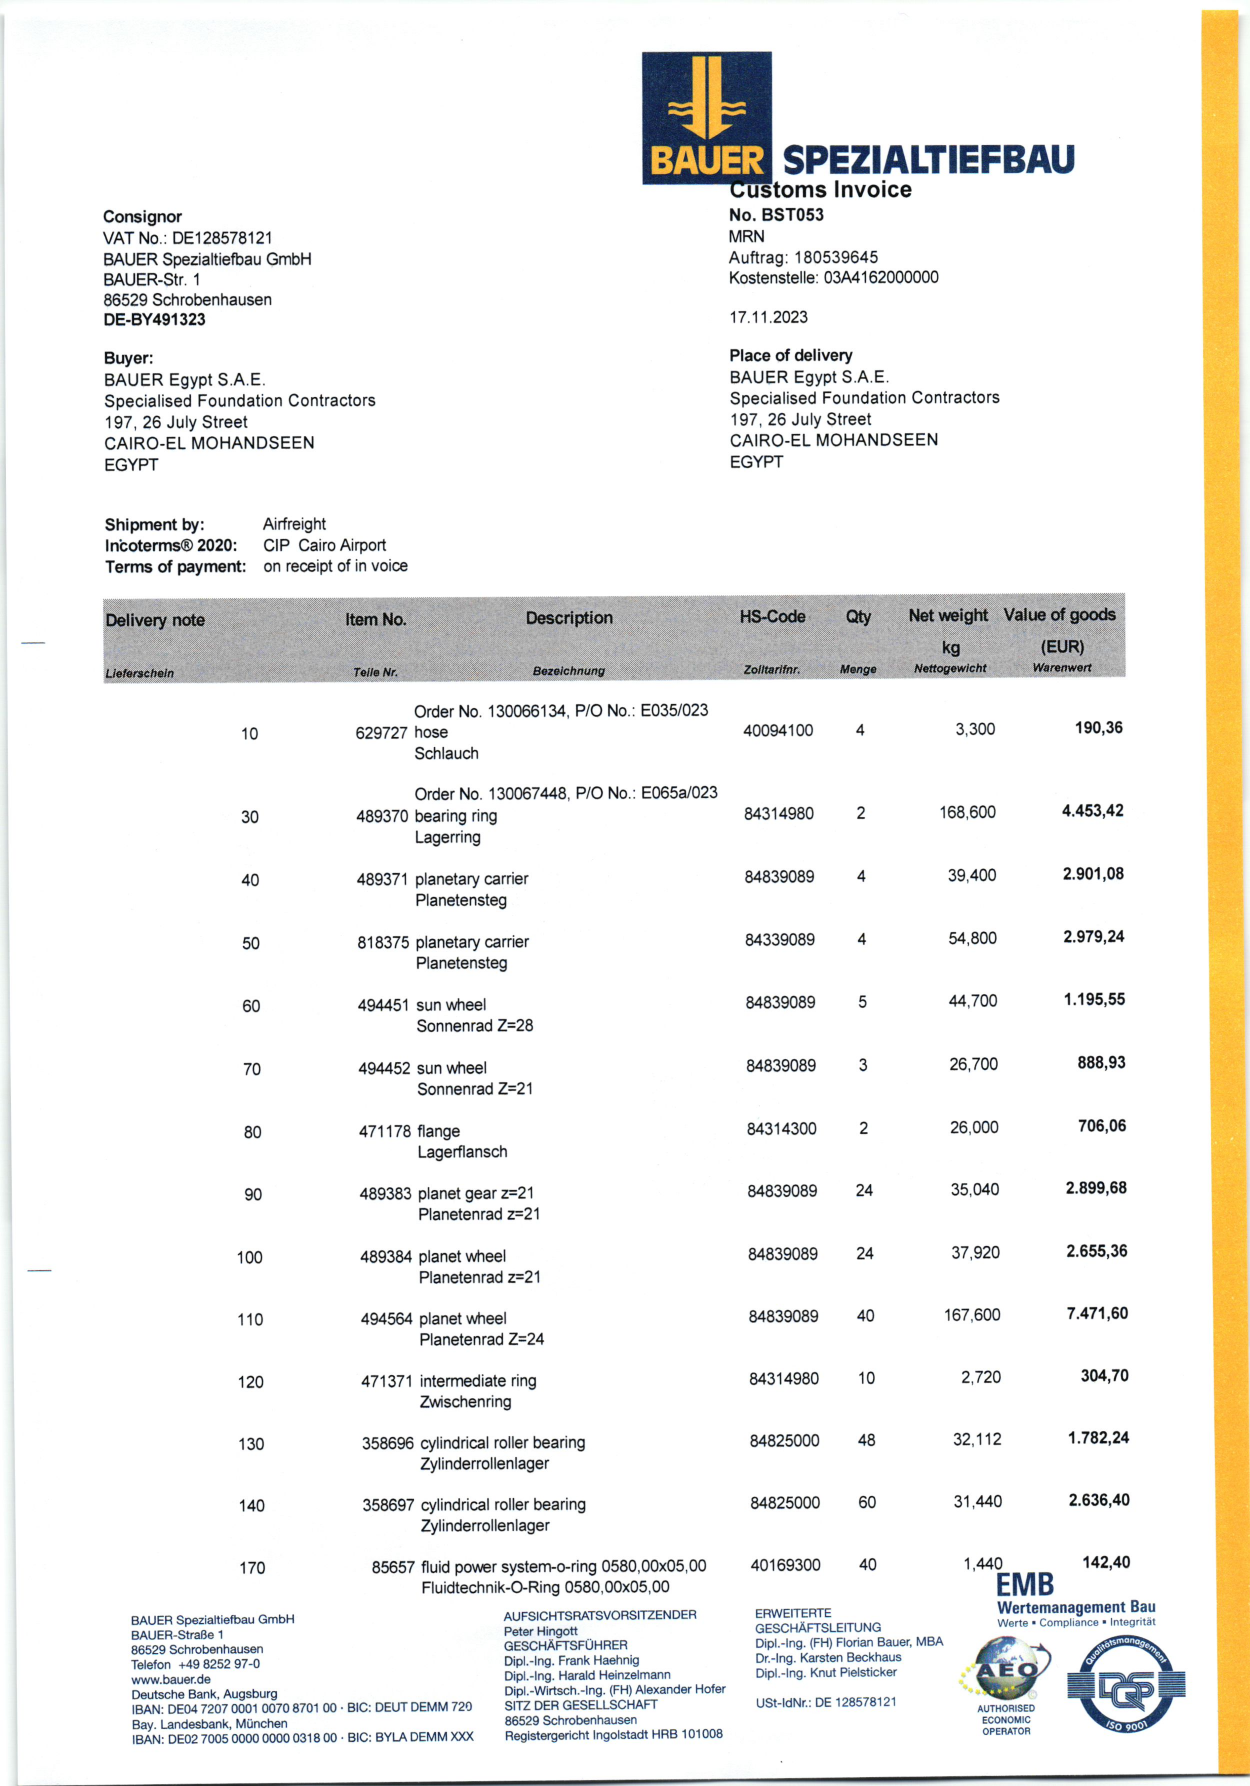 BAUER SPEZIALTIEFBAU
Customs Invoice
No. BST053
MRN
Auftrag: 180539645
Kostenstelle: 03A4162000000
17.11.2023
Consignor
VAT No.: DE128578121
BAUER Spezialtiefbau GmbH
BAUER-Str. 1
86529 Schrobenhausen
DE-BY491323
Buyer:
BAUER Egypt S.A.E.
Specialised Foundation Contractors
197, 26 July Street
CAIRO-EL MOHANDSEEN
EGYPT
Place of delivery
BAUER Egypt S.A.E.
Specialised Foundation Contractors
197, 26 July Street
CAIRO-EL MOHANDSEEN
EGYPT
Shipment by: Airfreight
Incoterms® 2020: CIP Cairo Airport
Terms of payment: on receipt of in voice
Delivery note Item No. Description HS-Code Qty Net weight Value of goods
kg (EUR)
Lieferschein Teile Nr. Bezeichnung Zolltarifnr. Menge Nettogewicht Warenwert
Order No. 130066134, P/O No.: E035/023
10 629727 hose 40094100 4 3,300 190,36
Schlauch
Order No. 130067448, P/O No.: E065a/023
30 489370 bearing ring 84314980 2 168,600 4.453,42
Lagerring
40 489371 planetary carrier 84839089 4 39,400 2.901,08
Planetensteg
50 818375 planetary carrier 84339089 4 54,800 2.979,24
Planetensteg
60 494451 sun wheel 84839089 5 44,700 1.195,55
Sonnenrad Z=28
70 494452 sun wheel 84839089 3 26,700 888,93
Sonnenrad Z=21
80 471178 flange 84314300 2 26,000 706,06
Lagerflansch
90 489383 planet gear z=21 84839089 24 35,040 2.899,68
Planetenrad z=21
100 489384 planet wheel 84839089 24 37,920 2.655,36
Planetenrad z=21
110 494564 planet wheel 84839089 40 167,600 7.471,60
Planetenrad Z=24
120 471371 intermediate ring 84314980 10 2,720 304,70
Zwischenring
130 358696 cylindrical roller bearing 84825000 48 32,112 1.782,24
Zylinderrollenlager
140 358697 cylindrical roller bearing 84825000 60 31,440 2.636,40
Zylinderrollenlager
170 85657 fluid power system-o-ring 0580,00x05,00 40169300 40 1,440 142,40
Fluidtechnik-O-Ring 0580,00x05,00
BAUER Spezialtiefbau GmbH
BAUER-Straße 1
86529 Schrobenhausen
Telefon +49 8252 97-0
www.bauer.de
Deutsche Bank, Augsburg
IBAN: DE04 7207 0001 0070 8701 00 · BIC: DEUT DEMM 720
Bay. Landesbank, München
IBAN: DE02 7005 0000 0000 0318 00 · BIC: BYLA DEMM XXX
AUFSICHTSRATSVORSITZENDER
Peter Hingott
GESCHÄFTSFÜHRER
Dipl.-Ing. Frank Haehnig
Dipl.-Ing. Harald Heinzelmann
Dipl.-Wirtsch.-Ing. (FH) Alexander Hofer
SITZ DER GESELLSCHAFT
86529 Schrobenhausen
Registergericht Ingolstadt HRB 101008
ERWEITERTE
GESCHÄFTSLEITUNG
Dipl.-Ing. (FH) Florian Bauer, MBA
Dr.-Ing. Karsten Beckhaus
Dipl.-Ing. Knut Pielsticker
USt-IdNr.: DE 128578121
EMB
Wertemanagement Bau
Werte ▪ Compliance ▪ Integrität
AEO
AUTHORISED
ECONOMIC
OPERATOR
Qualitätsmanagement
DQB
ISO 9001